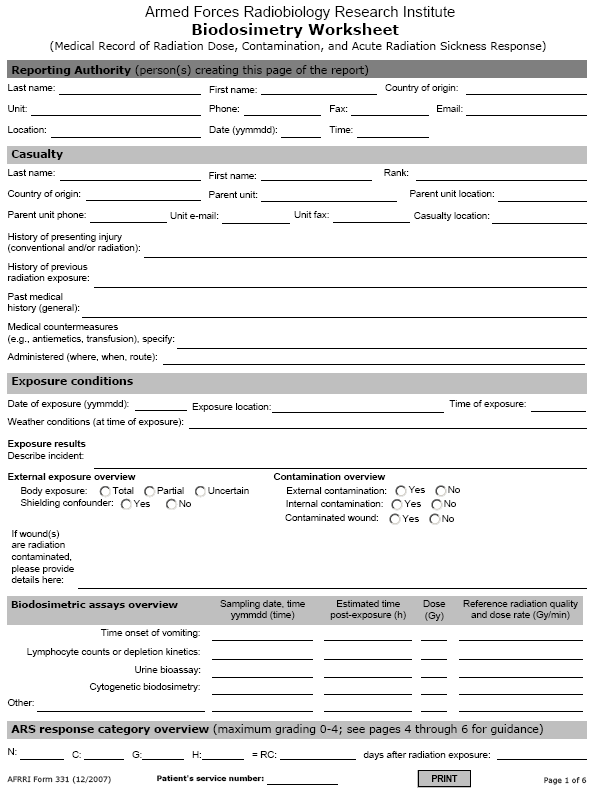 Armed Forces Radiobiology Research Institute
Biodosimetry Worksheet
(Medical Record of Radiation Dose, Contamination, and Acute Radiation Sickness Response)
Reporting Authority (person(s) creating this page of the report)
Last name: First name: Country of origin:
Unit: Phone: Fax: Email:
Location: Date (yymmdd): Time:
Casualty
Last name: First name: Rank:
Country of origin: Parent unit: Parent unit location:
Parent unit phone: Unit e-mail: Unit fax: Casualty location:
History of presenting injury
(conventional and/or radiation):
History of previous
radiation exposure:
Past medical
history (general):
Medical countermeasures
(e.g., antiemetics, transfusion), specify:
Administered (where, when, route):
Exposure conditions
Date of exposure (yymmdd): Exposure location: Time of exposure:
Weather conditions (at time of exposure):
Exposure results
Describe incident:
External exposure overview Contamination overview
Body exposure: Total Partial Uncertain External contamination: Yes No
Shielding confounder: Yes No Internal contamination: Yes No
Contaminated wound: Yes No
If wound(s)
are radiation
contaminated,
please provide
details here:
Biodosimetric assays overview Sampling date, time Estimated time Dose Reference radiation quality
yymmdd (time) post-exposure (h) (Gy) and dose rate (Gy/min)
Time onset of vomiting:
Lymphocyte counts or depletion kinetics:
Urine bioassay:
Cytogenetic biodosimetry:
Other:
ARS response category overview (maximum grading 0-4; see pages 4 through 6 for guidance)
N: C: G: H: = RC: days after radiation exposure:
AFRRI Form 331 (12/2007) Patient's service number: PRINT Page 1 of 6